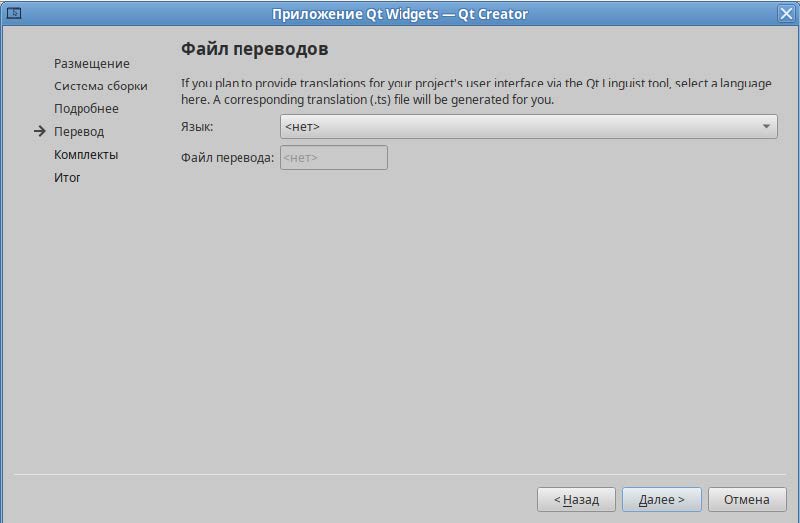 Приложение Qt Widgets — Qt Creator
Размещение
Система сборки
Подробнее
Перевод
Комплекты
Итог
Файл переводов
If you plan to provide translations for your project's user interface via the Qt Linguist tool, select a language
here. A corresponding translation (.ts) file will be generated for you.
Язык: <нет>
Файл перевода: <нет>
< Назад Далее > Отмена